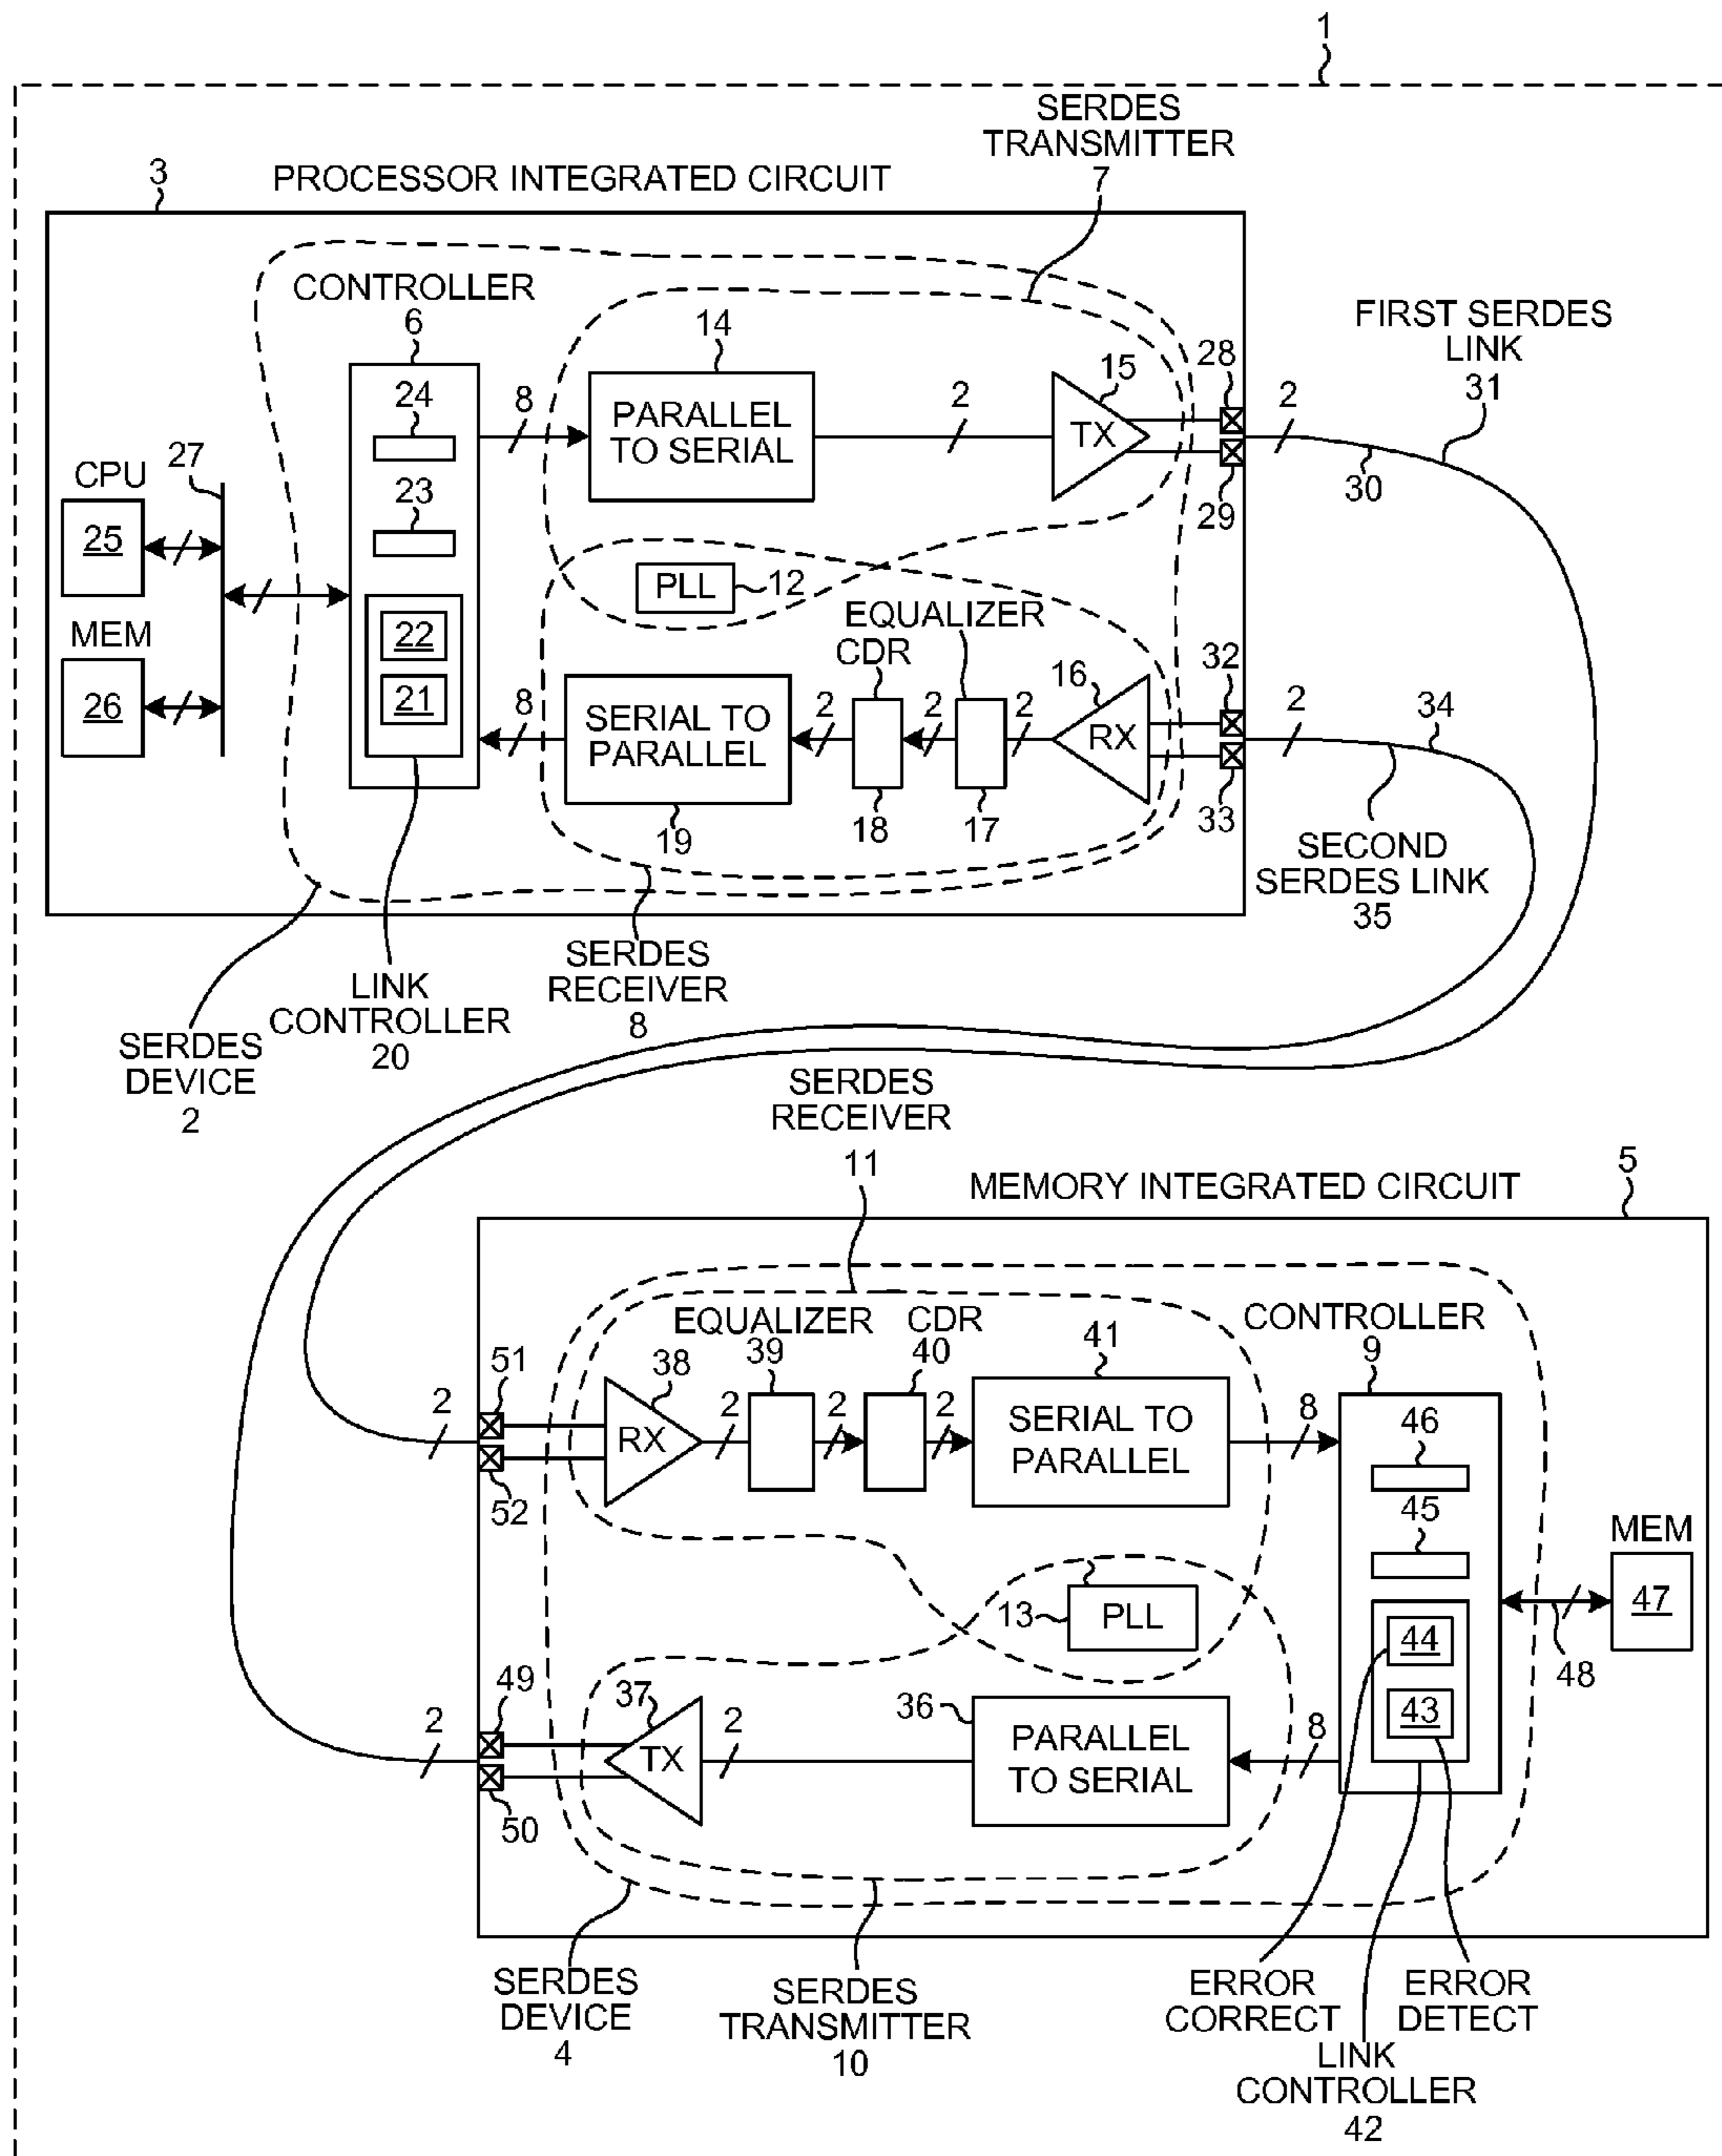 1
SERDES
TRANSMITTER
7
3
PROCESSOR INTEGRATED CIRCUIT
CONTROLLER
6
14
28
FIRST SERDES
LINK
31
24
8
PARALLEL
TO SERIAL
2
15
TX
2
30
29
CPU
27
23
25
PLL
12
EQUALIZER
CDR
MEM
22
32
26
21
8
SERIAL TO
PARALLEL
2
2
2
16
RX
2
34
33
19
18
17
SECOND
SERDES LINK
35
SERDES
RECEIVER
8
LINK
CONTROLLER
20
SERDES
DEVICE
2
SERDES
RECEIVER
11
MEMORY INTEGRATED CIRCUIT
5
EQUALIZER
39
CDR
40
41
CONTROLLER
9
51
38
2
RX
2
2
2
SERIAL TO
PARALLEL
8
46
52
45
MEM
13
PLL
47
44
48
49
37
36
43
2
TX
2
PARALLEL
TO SERIAL
8
50
SERDES
DEVICE
4
SERDES
TRANSMITTER
10
ERROR
CORRECT
ERROR
DETECT
LINK
CONTROLLER
42